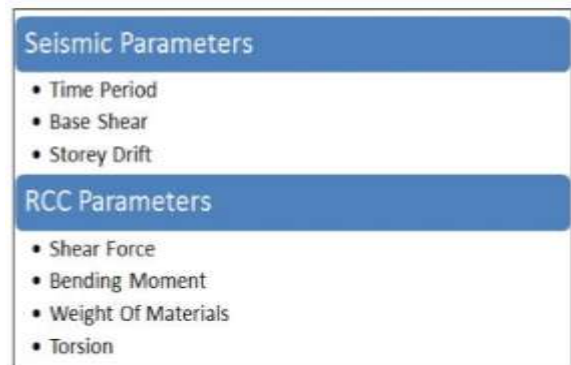 Seismic Parameters
• Time Period
• Base Shear
• Storey Drift
RCC Parameters
• Shear Force
• Bending Moment
• Weight Of Materials
• Torsion